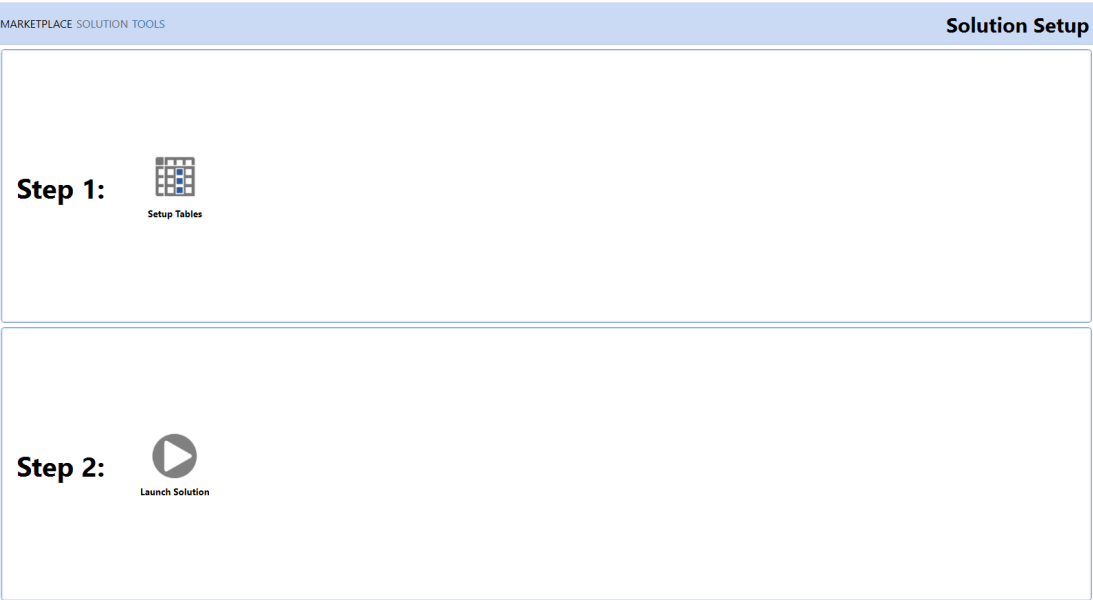 MARKETPLACE SOLUTION TOOLS
Solution Setup
Step 1:
Setup Tables
Step 2:
Launch Solution